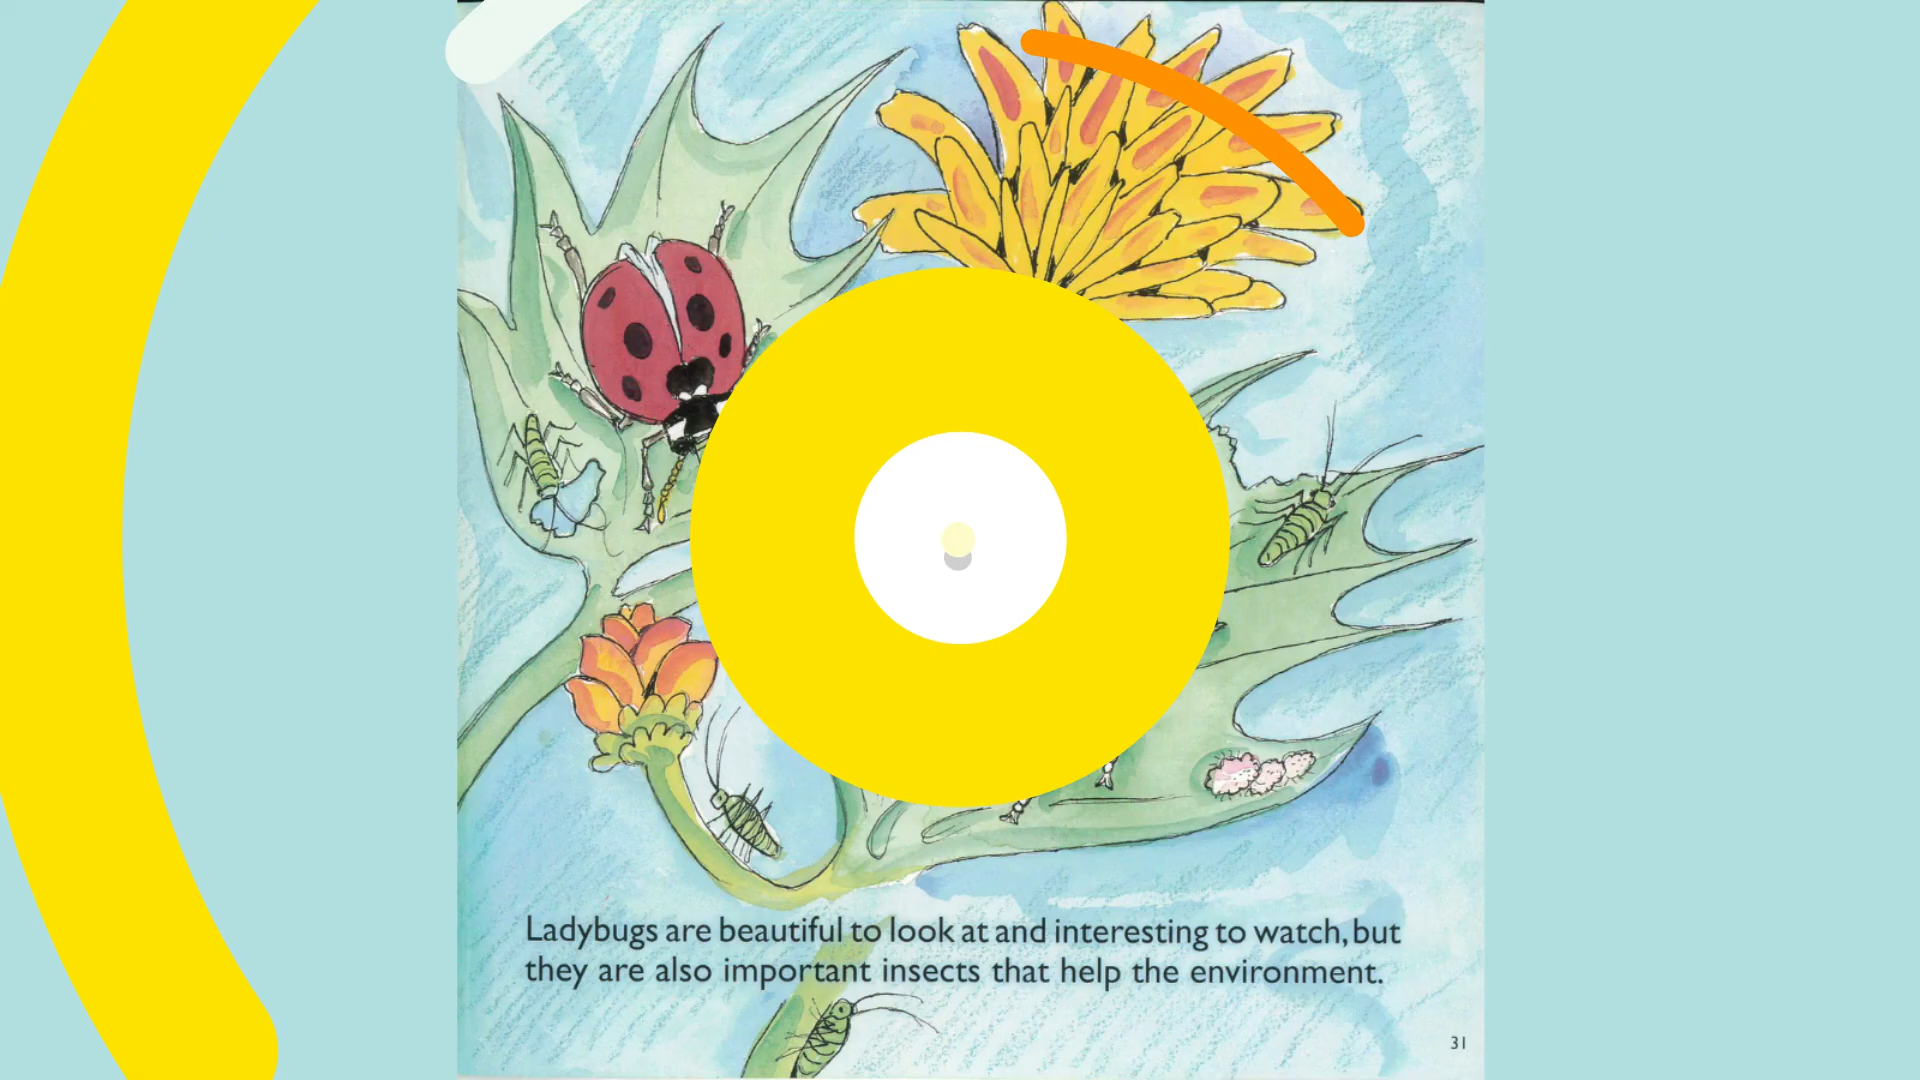 Ladybugs are beautiful to look at and interesting to watch, but
they are also important insects that help the environment.
31